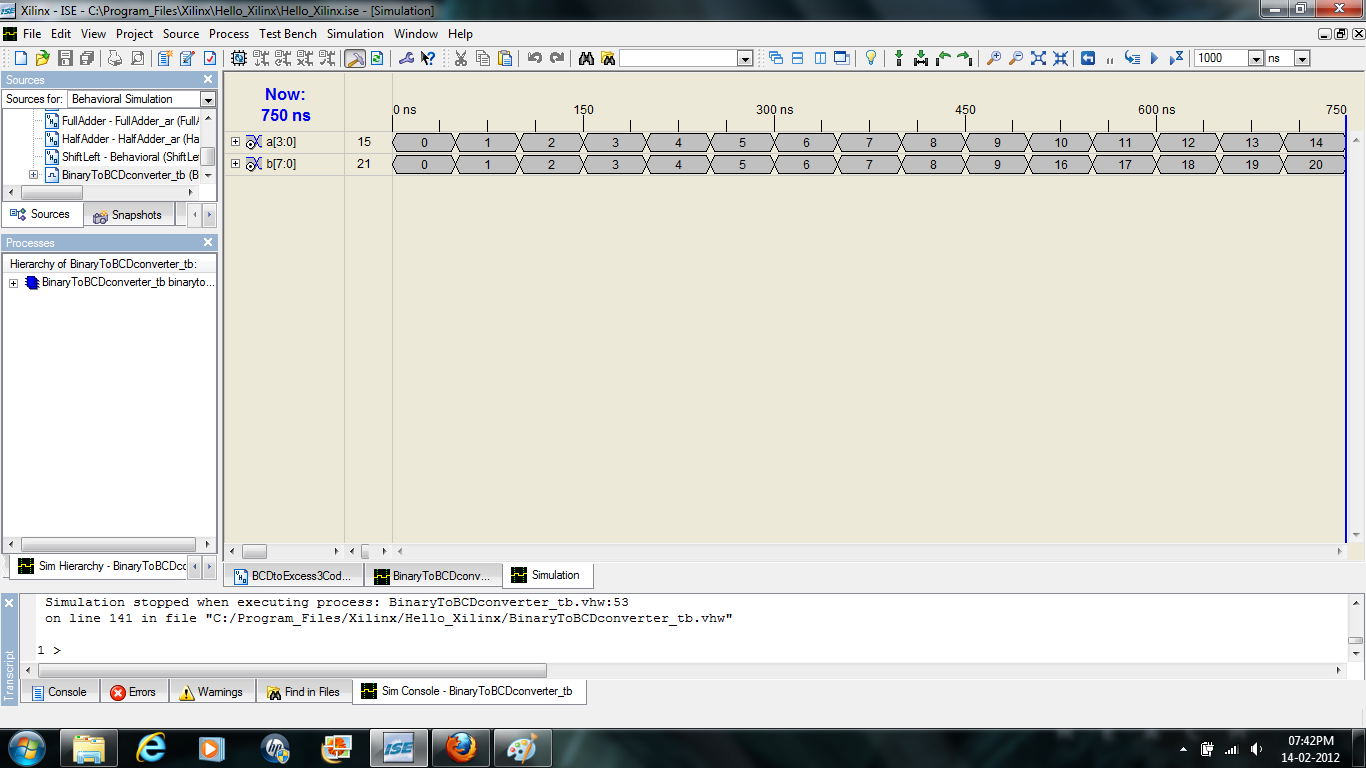 Xilinx - ISE - C:\Program_Files\Xilinx\Hello_Xilinx\Hello_Xilinx.ise - [Simulation]
File Edit View Project Source Process Test Bench Simulation Window Help
1000 ns
Sources
Sources for: Behavioral Simulation
FullAdder - FullAdder_ar (FullA
HalfAdder - HalfAdder_ar (Ha
ShiftLeft - Behavioral (ShiftLe
BinaryToBCDconverter_tb (B
Sources Snapshots
Processes
Hierarchy of BinaryToBCDconverter_tb:
BinaryToBCDconverter_tb binaryto...
Sim Hierarchy - BinaryToBCDcc
Now:
750 ns
0 ns 150 300 ns 450 600 ns 750
a[3:0] 15 0 1 2 3 4 5 6 7 8 9 10 11 12 13 14
b[7:0] 21 0 1 2 3 4 5 6 7 8 9 16 17 18 19 20
BCDtoExcess3Cod... BinaryToBCDconv... Simulation
Simulation stopped when executing process: BinaryToBCDconverter_tb.vhw:53
on line 141 in file "C:/Program_Files/Xilinx/Hello_Xilinx/BinaryToBCDconverter_tb.vhw"
1 >
Transcript
Console Errors Warnings Find in Files Sim Console - BinaryToBCDconverter_tb
ISE
07:42PM
14-02-2012